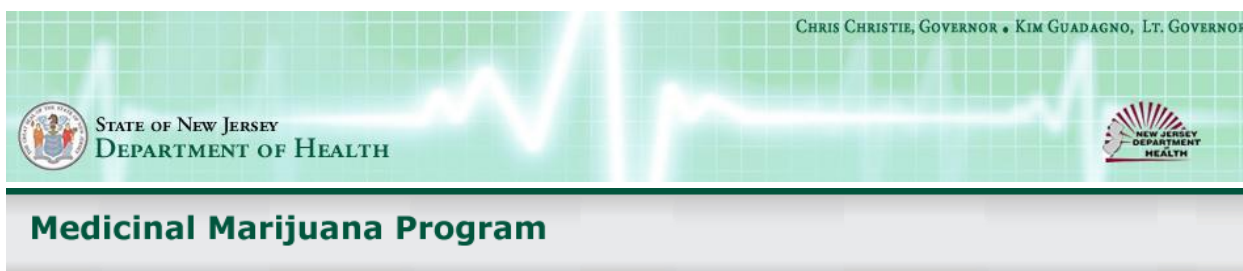 CHRIS CHRISTIE, GOVERNOR • KIM GUADAGNO, LT. GOVERNOR
STATE OF NEW JERSEY
DEPARTMENT OF HEALTH
NEW JERSEY
DEPARTMENT
OF
HEALTH
Medicinal Marijuana Program